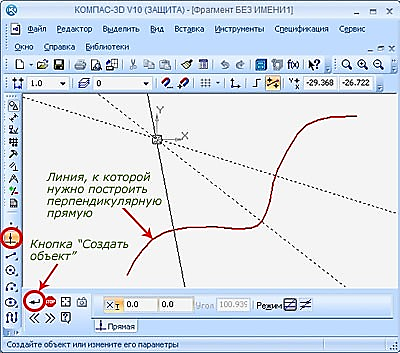 КОМПАС-3D V10 (ЗАЩИТА) - [Фрагмент БЕЗ ИМЕНИ1]
Файл Редактор Выделить Вид Вставка Инструменты Спецификация Сервис
Окно Справка Библиотеки
f(x)
1.0 0 -29.368 -26.722
Y
X
Линия, к которой
нужно построить
перпендикулярную
прямую
Кнопка "Создать
объект"
STOP
0.0 0.0 Угол 100.939 Режим
Прямая
Создайте объект или измените его параметры